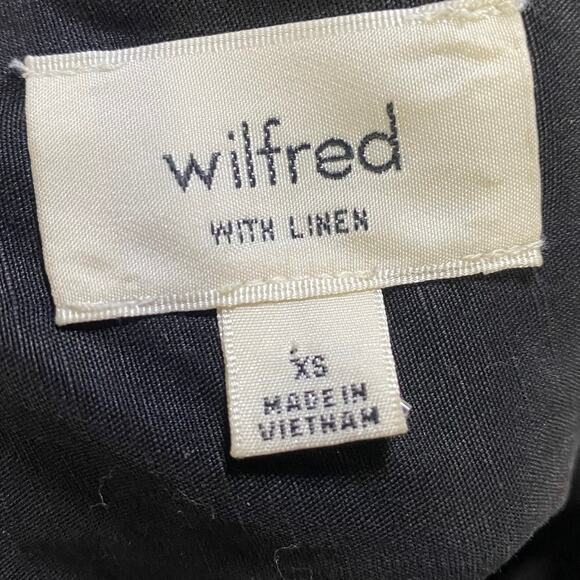 wilfred
WITH LINEN
XS
MADE IN
VIETNAM